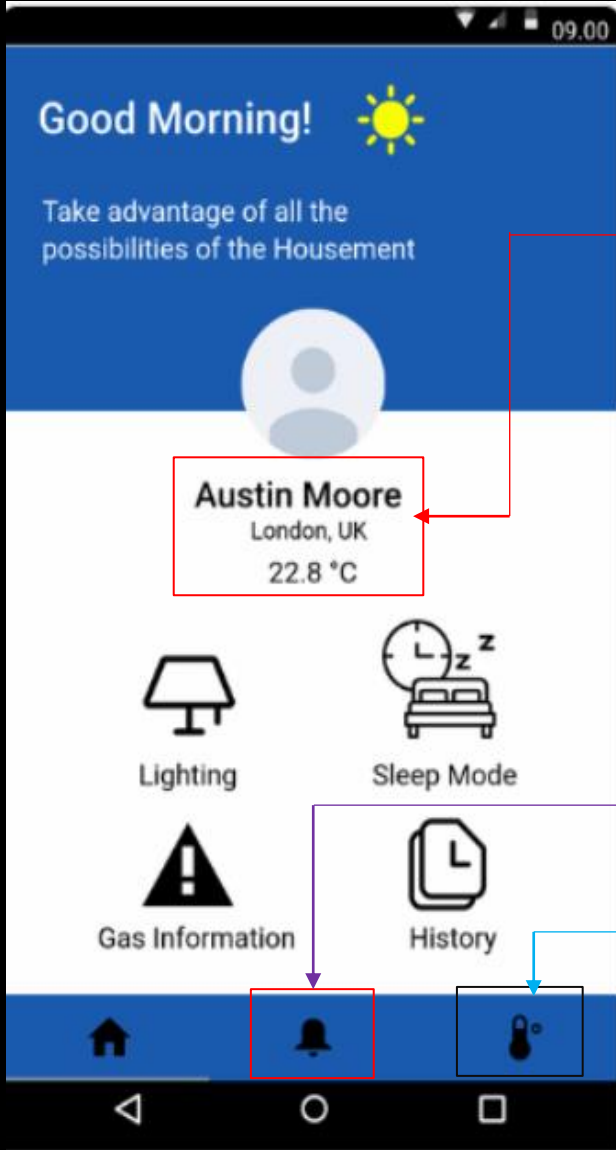 09.00
Good Morning!
Take advantage of all the
possibilities of the Housement
Austin Moore
London, UK
22.8 °C
z z
Lighting
Sleep Mode
Gas Information
History